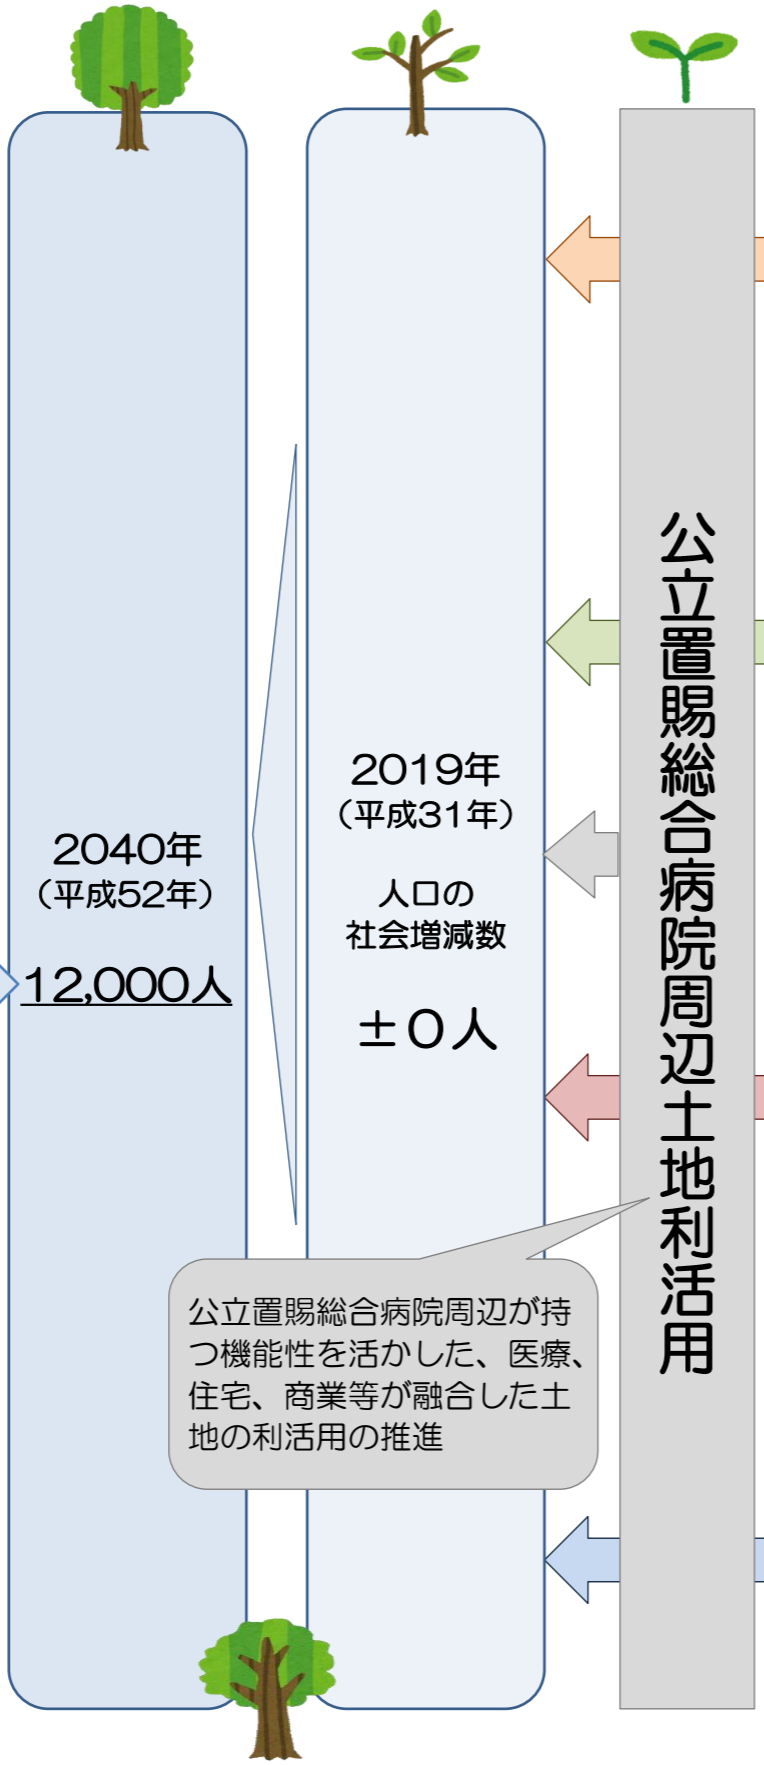 公立置賜総合病院周辺土地利活用
2019年
（平成31年）
人口の
社会増減数
±0人
2040年
（平成52年）
12,000人
公立置賜総合病院周辺が持
つ機能性を活かした、医療、
住宅、商業等が融合した土
地の利活用の推進